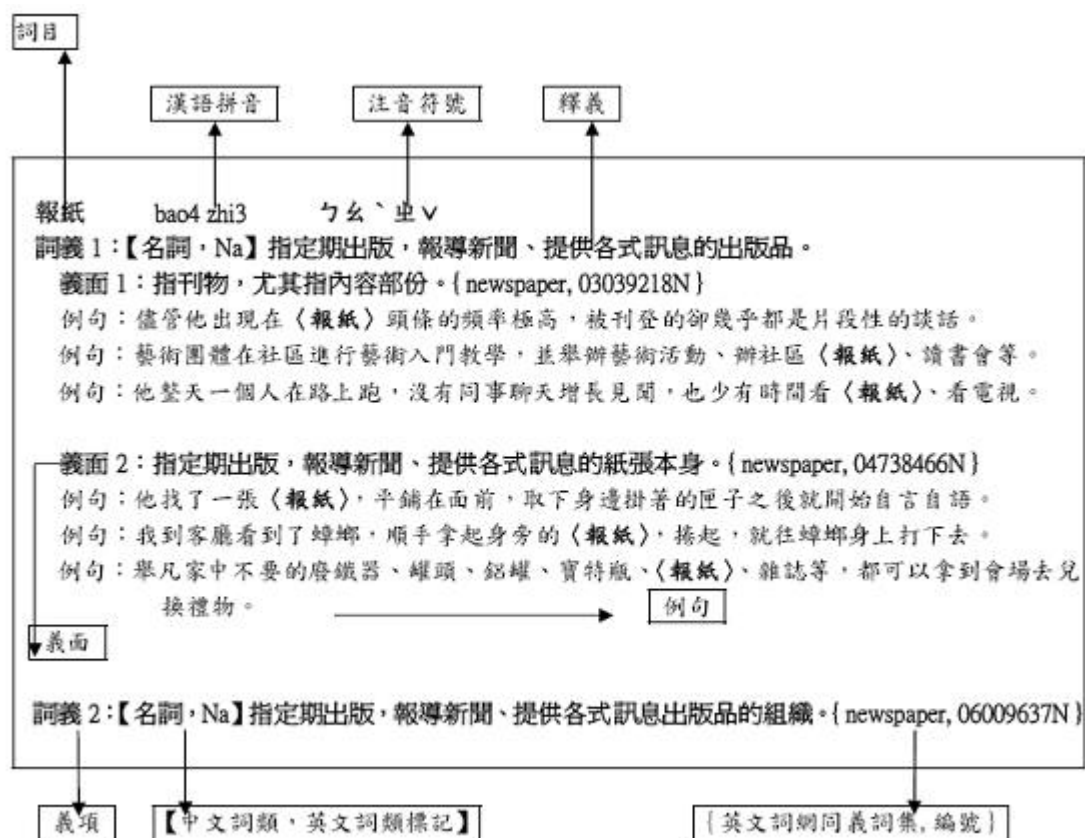 詞目
漢語拼音 注音符號 釋義
報紙 bao4 zhi3 ㄅㄠˋㄓˇ
詞義 1：【名詞，Na】指定期出版，報導新聞、提供各式訊息的出版品。
義面 1：指刊物，尤其指內容部份。{ newspaper, 03039218N }
例句：儘管他出現在〈報紙〉頭條的頻率極高，被刊登的卻幾乎都是片段性的談話。
例句：藝術團體在社區進行藝術入門教學，並舉辦藝術活動、辦社區〈報紙〉、讀書會等。
例句：他整天一個人在路上跑，沒有同事聊天增長見聞，也少有時間看〈報紙〉、看電視。
義面 2：指定期出版，報導新聞、提供各式訊息的紙張本身。{ newspaper, 04738466N }
例句：他找了一張〈報紙〉，平鋪在面前，取下身邊掛著的匣子之後就開始自言自語。
例句：我到客廳看到了蟑螂，順手拿起身旁的〈報紙〉，捲起，就往蟑螂身上打下去。
例句：舉凡家中不要的廢鐵器、罐頭、鋁罐、寶特瓶、〈報紙〉、雜誌等，都可以拿到會場去兌
換禮物。 例句
義面
詞義 2：【名詞，Na】指定期出版，報導新聞、提供各式訊息出版品的組織。{ newspaper, 06009637N }
義項 【中文詞類、英文詞類標記】 { 英文詞網同義詞集, 編號 }